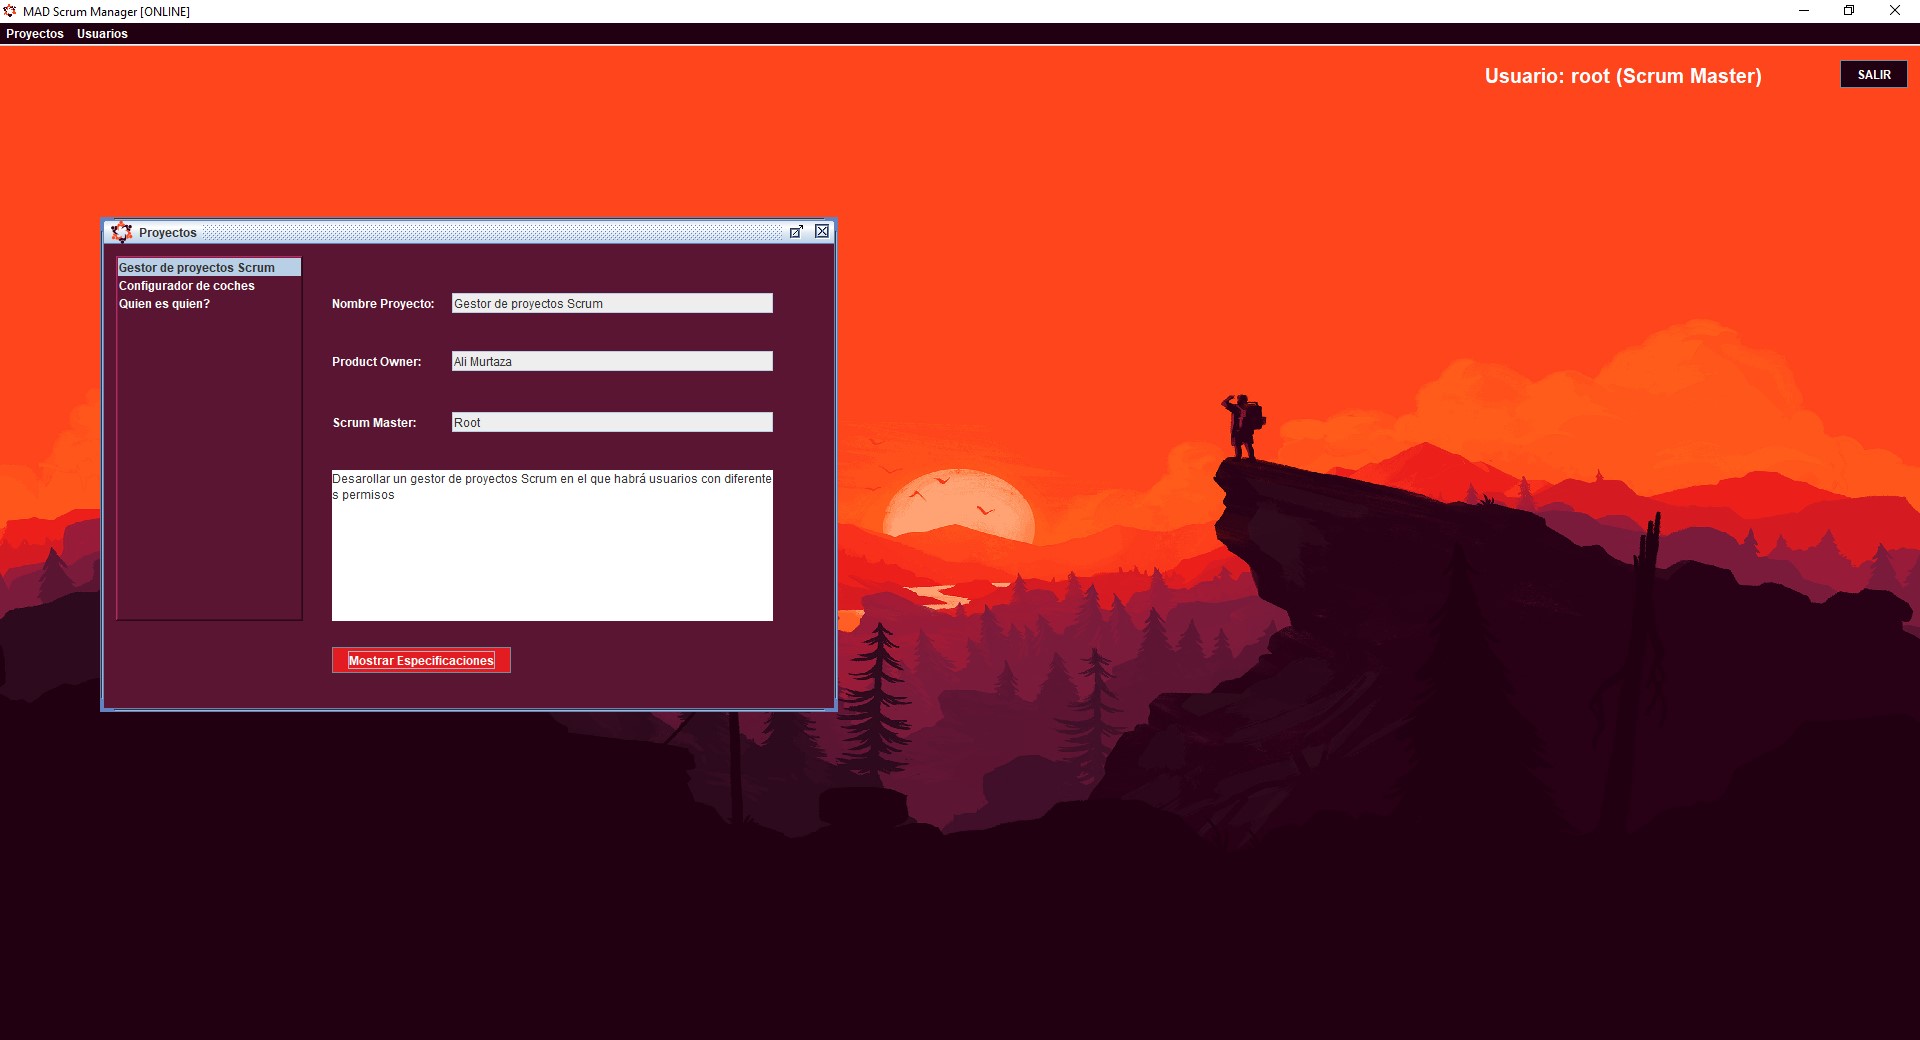 MAD Scrum Manager [ONLINE]
Proyectos Usuarios
Usuario: root (Scrum Master)
SALIR
Proyectos
Gestor de proyectos Scrum
Configurador de coches
Quien es quien?
Nombre Proyecto: Gestor de proyectos Scrum
Product Owner: Ali Murtaza
Scrum Master: Root
Desarollar un gestor de proyectos Scrum en el que habrá usuarios con diferente
s permisos
Mostrar Especificaciones